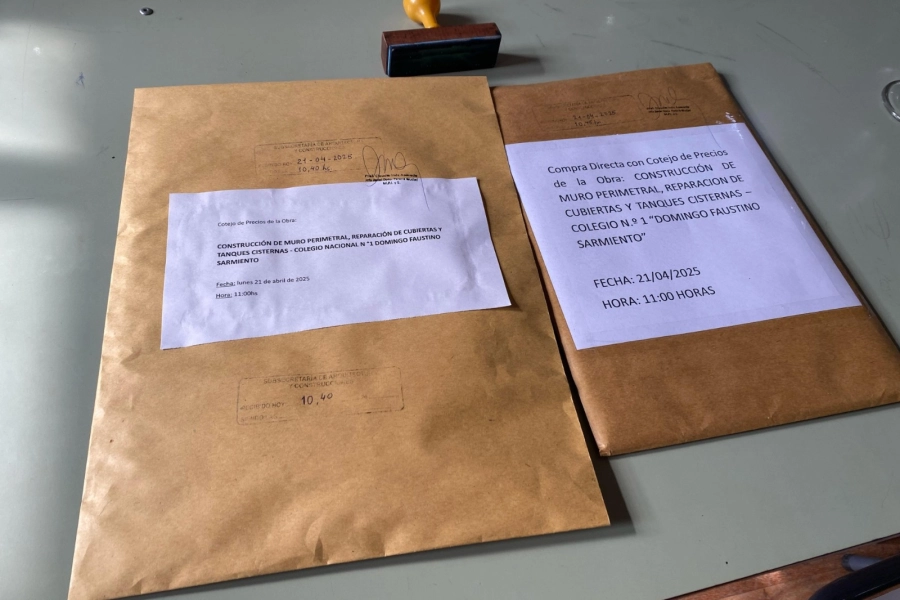 21-04-2025
10,40 hs
Cotejo de Precios de la Obra:
CONSTRUCCIÓN DE MURO PERIMETRAL, REPARACIÓN DE CUBIERTAS Y
TANQUES CISTERNAS - COLEGIO NACIONAL N °1 DOMINGO FAUSTINO
SARMIENTO
Fecha: lunes 21 de abril de 2025
Hora: 11:00hs
10,40
Compra Directa con Cotejo de Precios
de la Obra: CONSTRUCCIÓN DE
MURO PERIMETRAL, REPARACION DE
CUBIERTAS Y TANQUES CISTERNAS –
COLEGIO N.º 1 "DOMINGO FAUSTINO
SARMIENTO"
FECHA: 21/04/2025
HORA: 11:00 HORAS